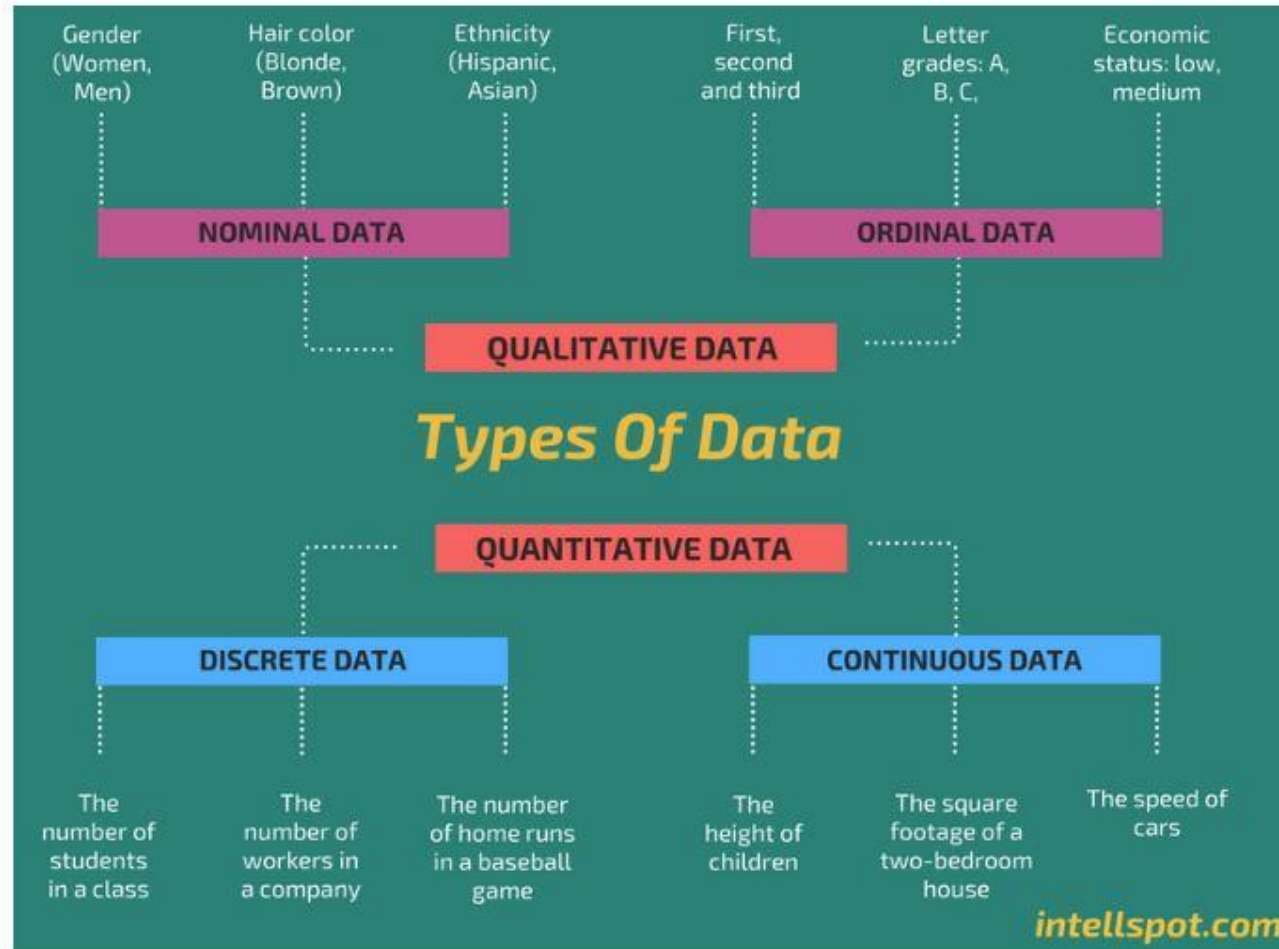 Gender
(Women,
Men)
Hair color
(Blonde,
Brown)
Ethnicity
(Hispanic,
Asian)
First,
second
and third
Letter
grades: A,
B, C,
Economic
status: low,
medium
NOMINAL DATA
ORDINAL DATA
QUALITATIVE DATA
Types Of Data
QUANTITATIVE DATA
DISCRETE DATA
CONTINUOUS DATA
The
number of
students
in a class
The
number of
workers in
a company
The number
of home runs
in a baseball
game
The
height of
children
The square
footage of a
two-bedroom
house
The speed of
cars
intellspot.com